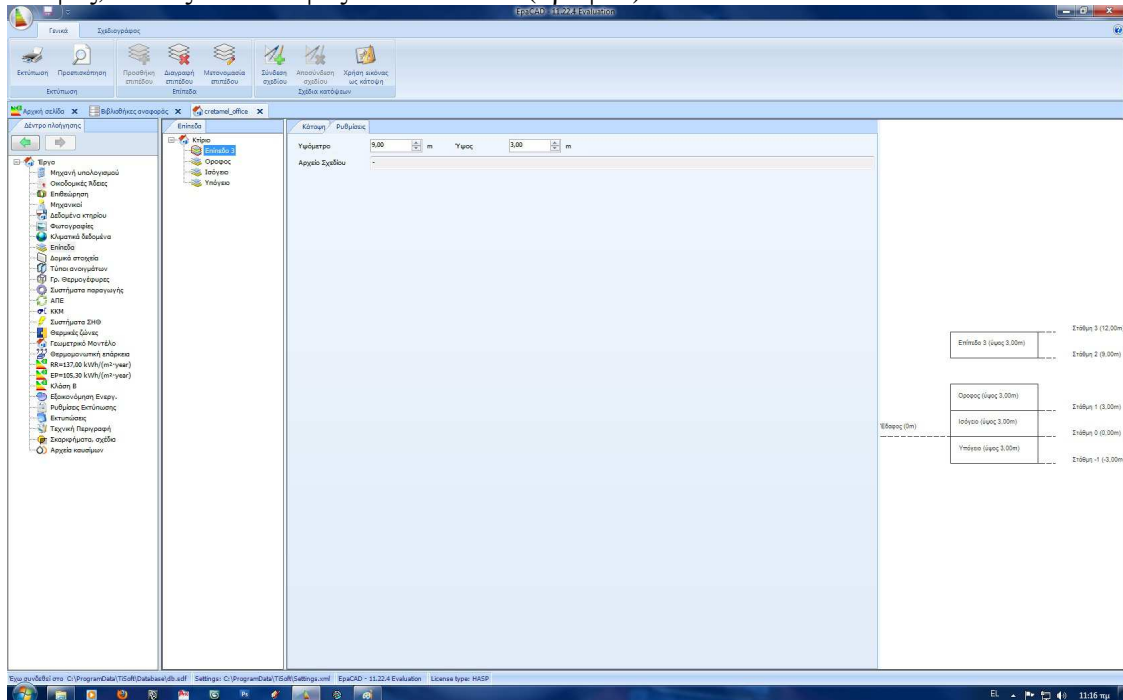 EpaCAD - 11.22.4 Evaluation
Γενικά Σχεδιογράφος
Εκτύπωση Προεπισκόπηση Προσθήκη επιπέδου Διαγραφή επιπέδου Μετονομασία επιπέδου Σύνδεση σχεδίου Αποσύνδεση σχεδίου Χρήση εικόνας ως κάτοψη
Εκτύπωση Επίπεδα Σχέδια κατόψεων
Αρχική σελίδα Βιβλιοθήκες αναφοράς cretamel_office
Δέντρο πλοήγησης
Έργο
Μηχανή υπολογισμού
Οικοδομικές Άδειες
Επιθεώρηση
Μηχανικοί
Δεδομένα κτηρίου
Φωτογραφίες
Κλιματικά δεδομένα
Επίπεδα
Δομικά στοιχεία
Τύποι ανοιγμάτων
Γρ. Θερμογέφυρες
Συστήματα παραγωγής
ΑΠΕ
ΚΚΜ
Συστήματα ΣΗΘ
Θερμικές ζώνες
Γεωμετρικό Μοντέλο
Θερμομονωτική επάρκεια
RR=137,00 kWh/(m²·year)
EP=105,30 kWh/(m²·year)
Κλάση Β
Εξοικονόμηση Ενεργ.
Ρυθμίσεις Εκτύπωσης
Εκτυπώσεις
Τεχνική Περιγραφή
Σκαριφήματα, σχέδια
Αρχεία καυσίμων
Επίπεδα
Κτίριο
Επίπεδο 3
Οροφος
Ισόγειο
Υπόγειο
Κάτοψη Ρυθμίσεις
Υψόμετρο 9,00 m Ύψος 3,00 m
Αρχείο Σχεδίου -
Στάθμη 3 (12,00m
Επίπεδο 3 (ύψος 3,00m)
Στάθμη 2 (9,00m)
Οροφος (ύψος 3,00m)
Στάθμη 1 (3,00m)
Ισόγειο (ύψος 3,00m)
Έδαφος (0m)
Στάθμη 0 (0,00m)
Υπόγειο (ύψος 3,00m)
Στάθμη -1 (-3,00m
Έχω συνδεθεί στο C:\ProgramData\TiSoft\Database\db.sdf Settings: C:\ProgramData\TiSoft\Settings.xml EpaCAD - 11.22.4 Evaluation License type: HASP
EL 11:16 πμ